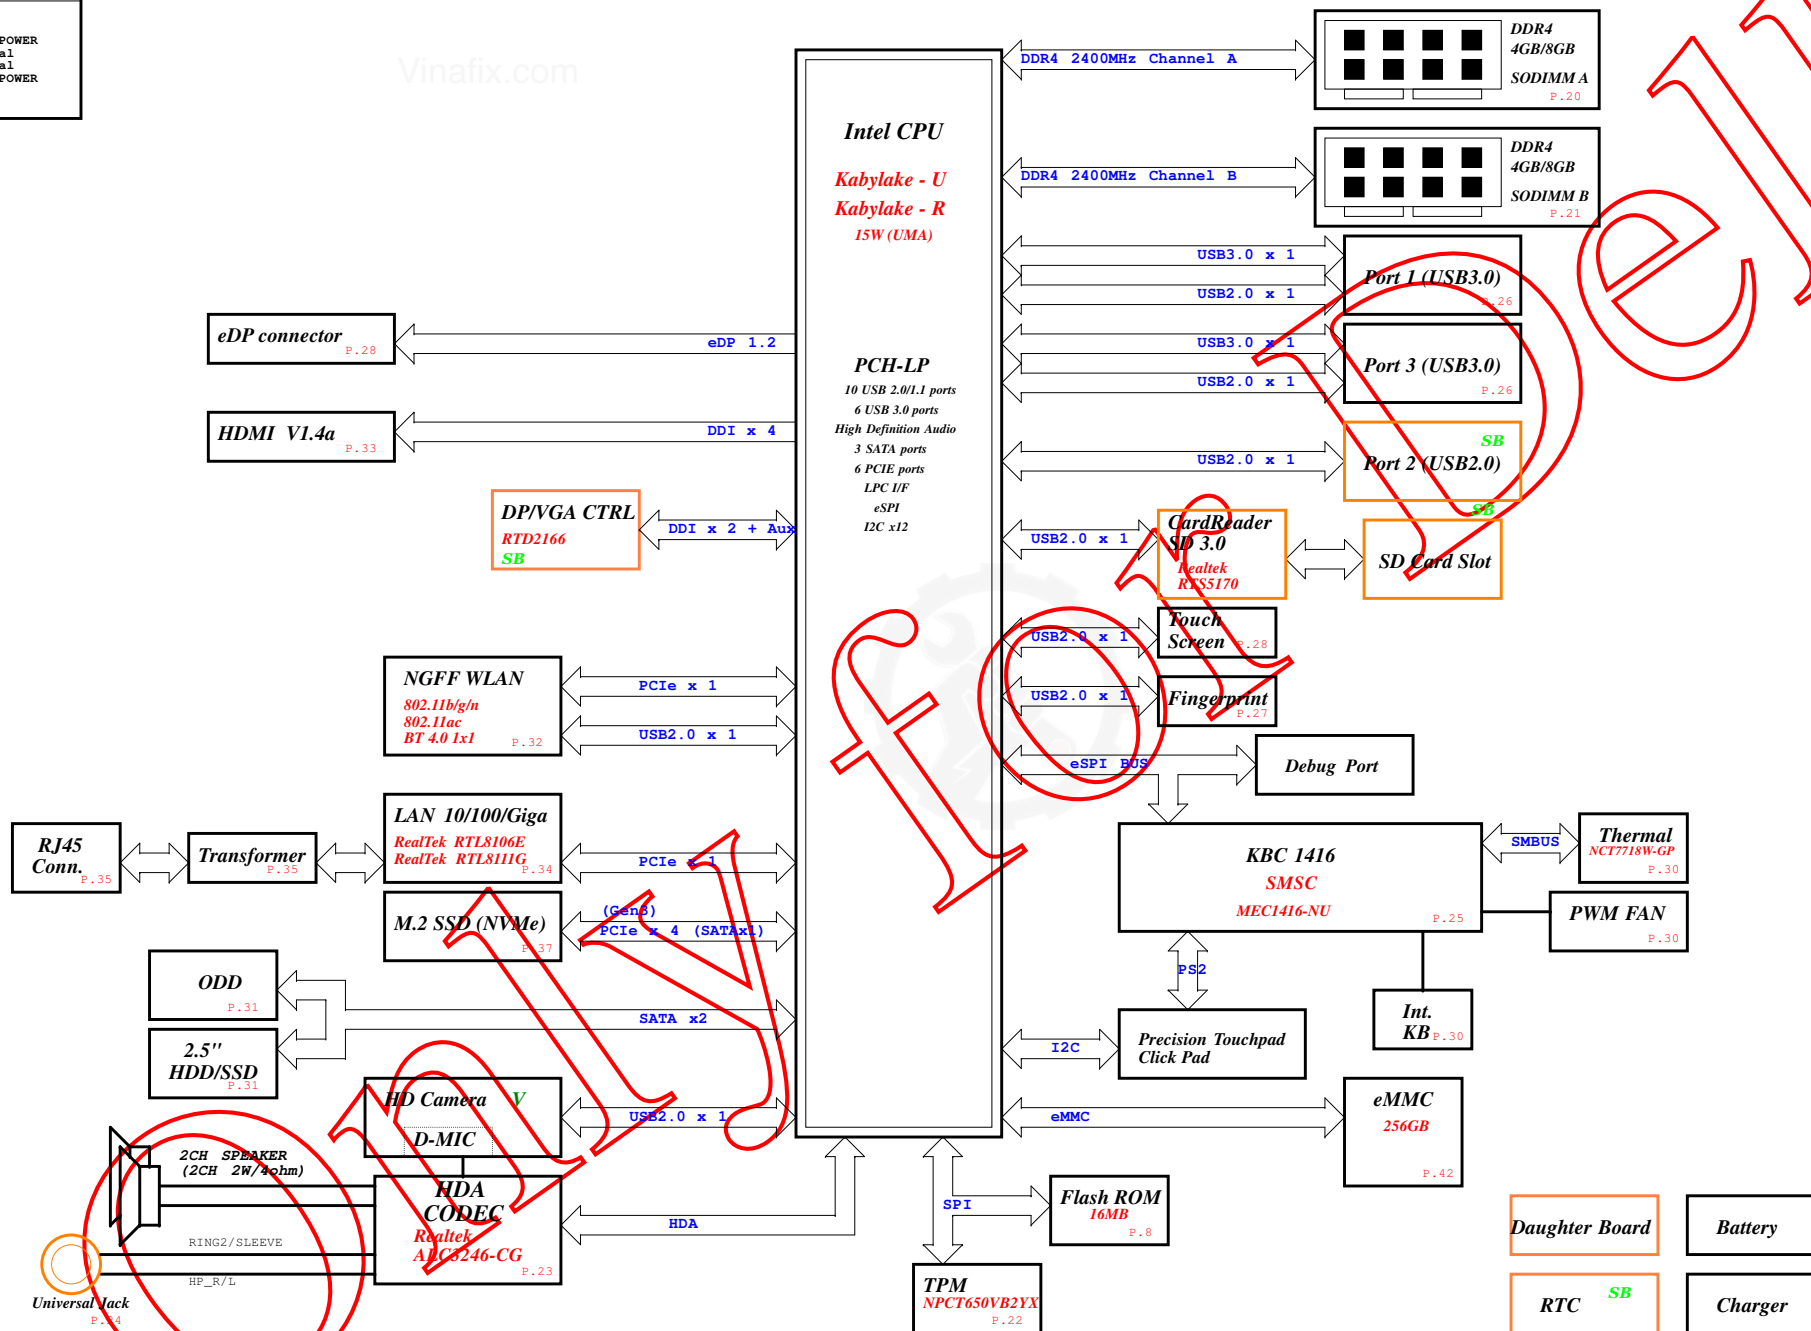 POWER
al
al
POWER
Vinafix.com
Intel CPU
Kabylake - U
Kabylake - R
15W (UMA)
PCH-LP
10 USB 2.0/1.1 ports
6 USB 3.0 ports
High Definition Audio
3 SATA ports
6 PCIE ports
LPC I/F
eSPI
I2C x12
DDR4 2400MHz Channel A
DDR4
4GB/8GB
SODIMM A
P.20
DDR4 2400MHz Channel B
DDR4
4GB/8GB
SODIMM B
P.21
USB3.0 x 1
USB2.0 x 1
Port 1 (USB3.0)
P.26
USB3.0 x 1
USB2.0 x 1
Port 3 (USB3.0)
P.26
USB2.0 x 1
SB
Port 2 (USB2.0)
USB2.0 x 1
CardReader
SD 3.0
Realtek
RTS5170
SB
SD Card Slot
USB2.0 x 1
Touch
Screen
P.28
USB2.0 x 1
Fingerprint
P.27
eSPI BUS
Debug Port
KBC 1416
SMSC
MEC1416-NU
P.25
SMBUS
Thermal
NCT7718W-GP
P.30
PWM FAN
P.30
PS2
Int.
KB
P.30
I2C
Precision Touchpad
Click Pad
eMMC
eMMC
256GB
P.42
SPI
Flash ROM
16MB
P.8
TPM
NPCT650VB2YX
P.22
Daughter Board
Battery
RTC
SB
Charger
eDP connector
P.28
eDP 1.2
HDMI V1.4a
P.33
DDI x 4
DP/VGA CTRL
RTD2166
SB
DDI x 2 + Aux
NGFF WLAN
802.11b/g/n
802.11ac
BT 4.0 1x1
P.32
PCIe x 1
USB2.0 x 1
RJ45
Conn.
P.35
Transformer
P.35
LAN 10/100/Giga
RealTek RTL8106E
RealTek RTL8111G
P.34
PCIe x 1
M.2 SSD (NVMe)
P.37
(Gen3)
PCIe x 4 (SATAx1)
ODD
P.31
2.5"
HDD/SSD
P.31
SATA x2
HD Camera
V
D-MIC
USB2.0 x 1
2CH SPEAKER
(2CH 2W/4ohm)
HDA
CODEC
Realtek
ALC3246-CG
P.23
HDA
RING2/SLEEVE
HP_R/L
Universal Jack
P.24
Only
for
Dell